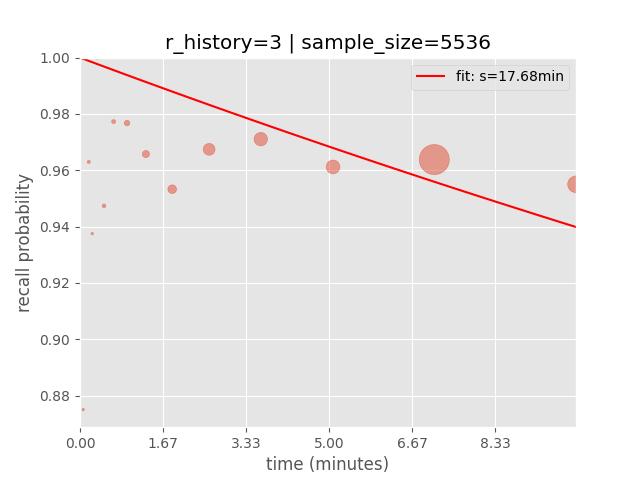 r_history=3 | sample_size=5536
fit: s=17.68min
1.00
0.98
0.96
0.94
0.92
0.90
0.88
recall probability
0.00 1.67 3.33 5.00 6.67 8.33
time (minutes)